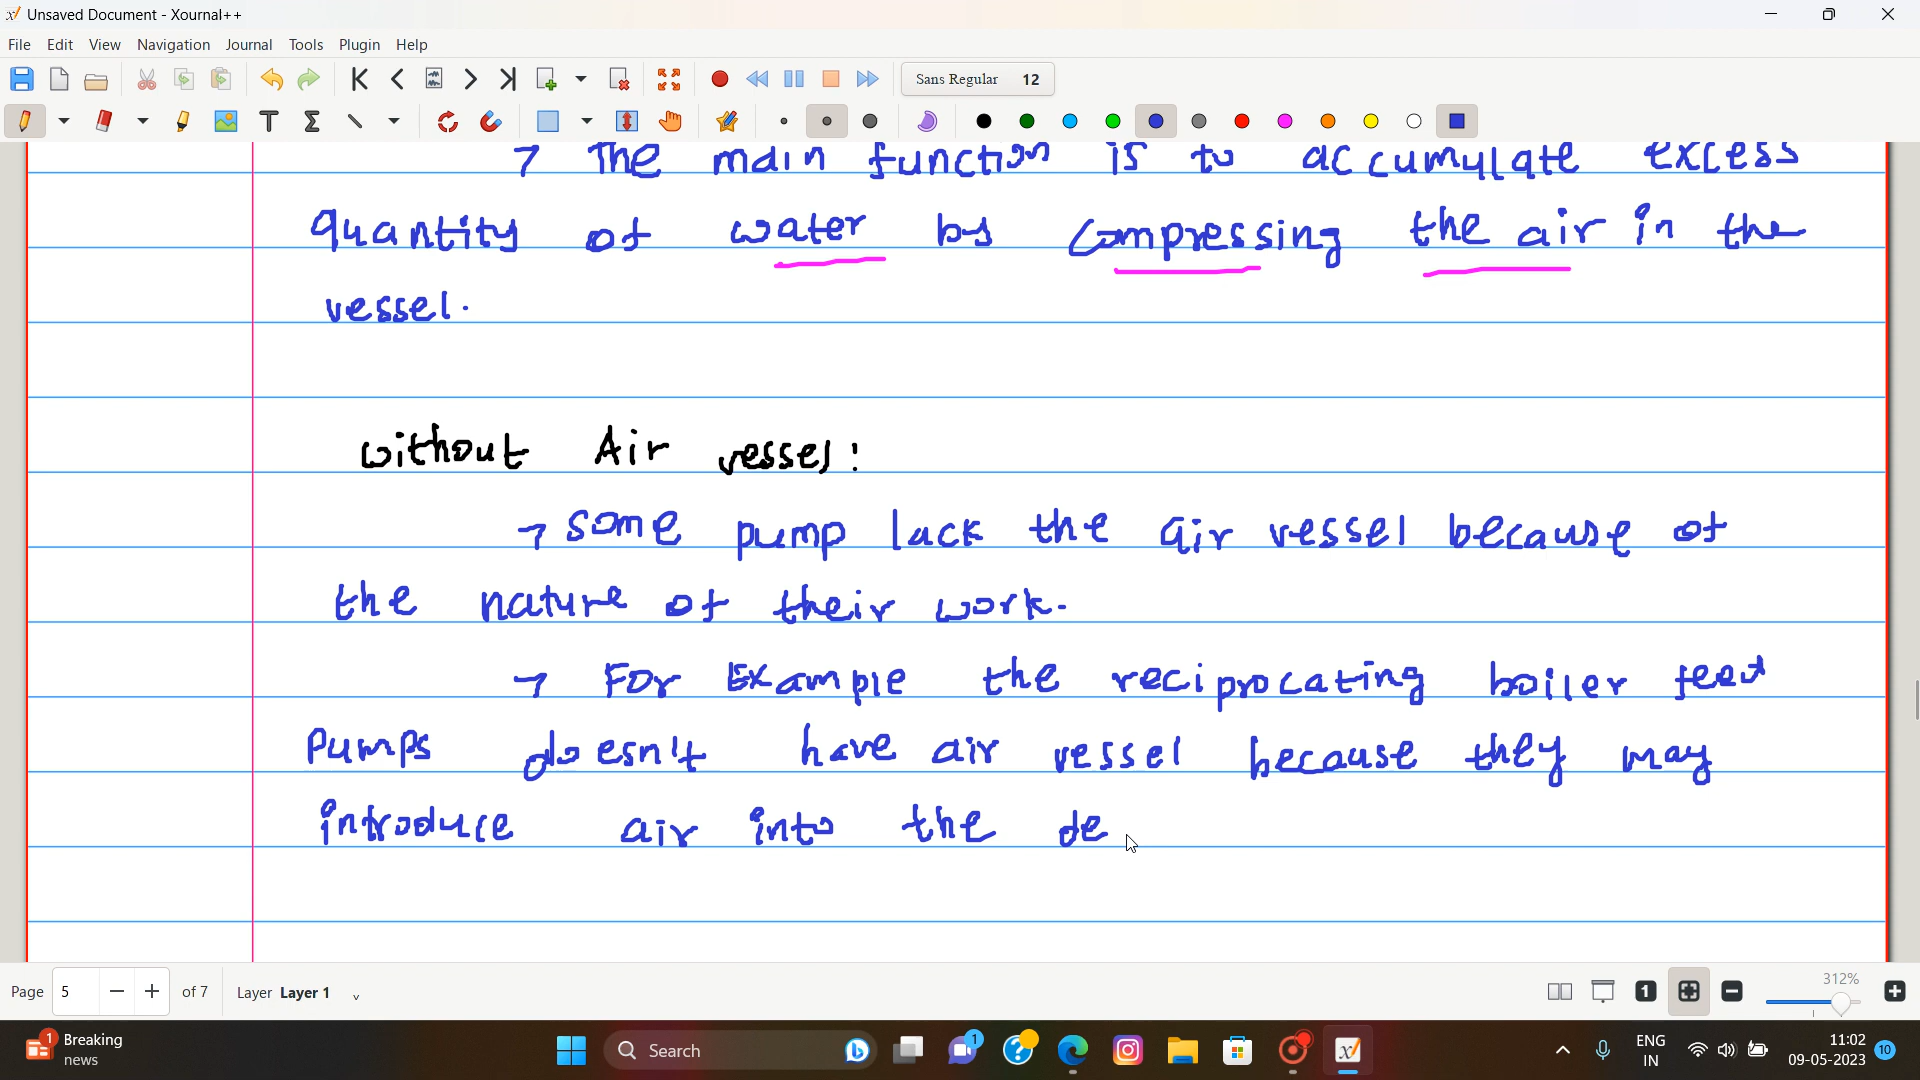 Unsaved Document - Xournal++
File Edit View Navigation Journal Tools Plugin Help
Sans Regular 12
→ The main function is to accumulate excess
quantity of water by compressing the air in the
vessel.
without Air vessel:
→ some pump lack the air vessel because of
the nature of their work.
→ For Example the reciprocating boiler feed
Pumps doesn't have air vessel because they may
introduce air into the de
Page 5 of 7 Layer Layer 1 312%
1 Breaking news
Search
1
ENG IN
11:02
09-05-2023
10